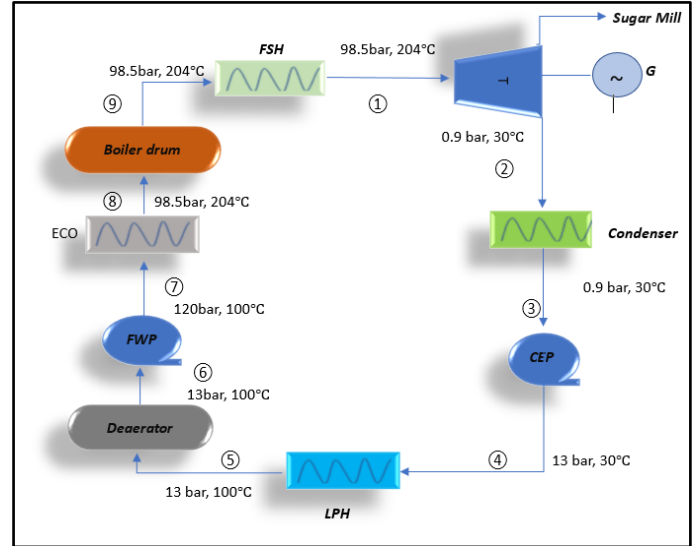 Sugar Mill
FSH
98.5bar, 204℃
98.5bar, 204℃
T
~
G
⑨
①
0.9 bar, 30℃
Boiler drum
②
⑧
98.5bar, 204℃
ECO
Condenser
⑦
0.9 bar, 30℃
120bar, 100℃
③
FWP
CEP
⑥
13bar, 100℃
Deaerator
⑤
④
13 bar, 30℃
13 bar, 100℃
LPH